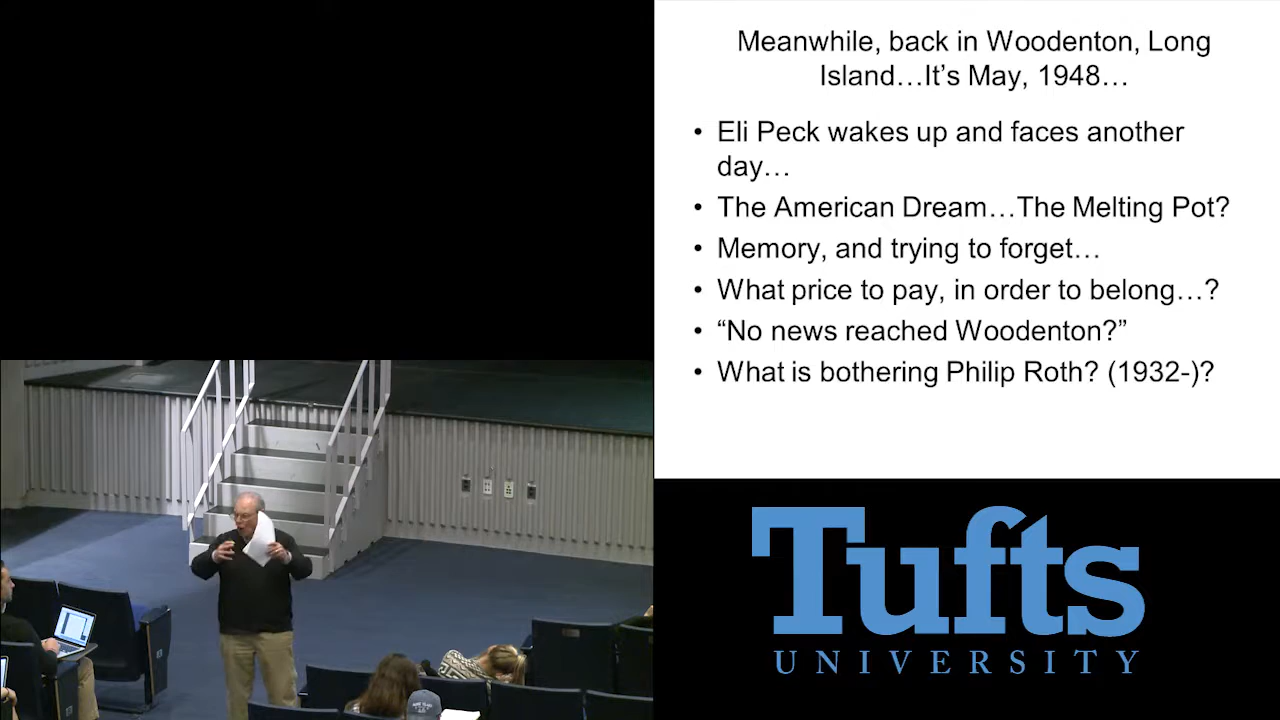 Meanwhile, back in Woodenton, Long
Island…It’s May, 1948…
• Eli Peck wakes up and faces another
day…
• The American Dream…The Melting Pot?
• Memory, and trying to forget…
• What price to pay, in order to belong…?
• “No news reached Woodenton?”
• What is bothering Philip Roth? (1932-)?
Tufts
UNIVERSITY